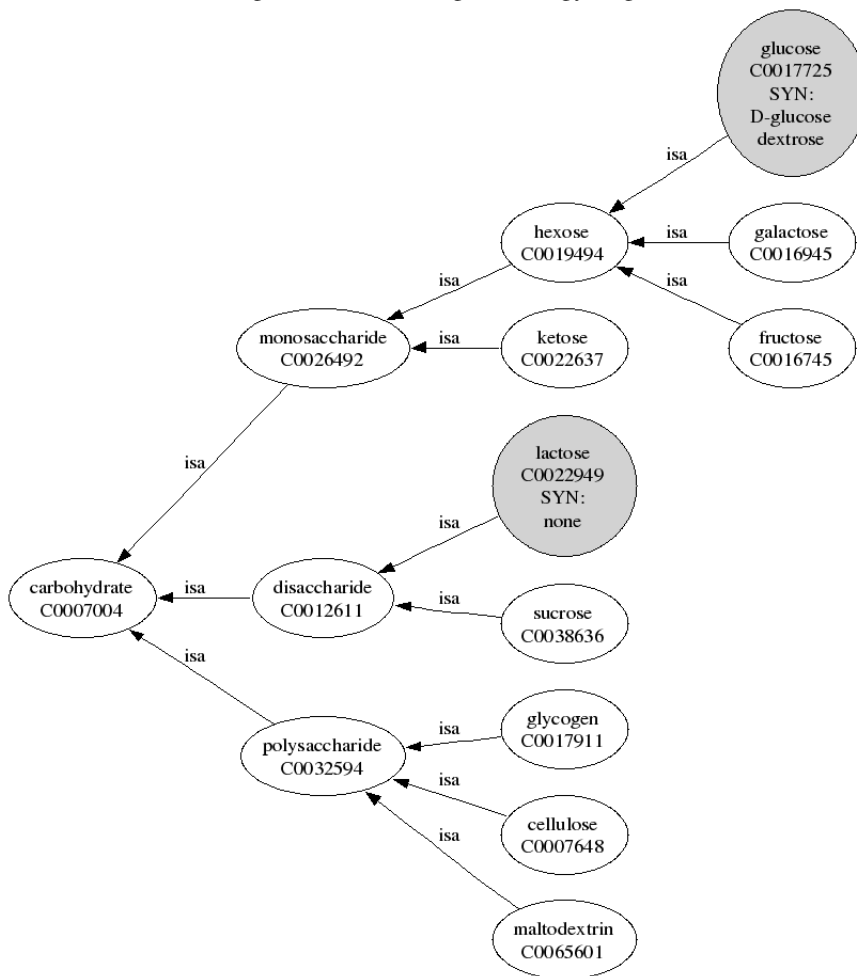 glucose
C0017725
SYN:
D-glucose
dextrose
isa
hexose
C0019494
isa
galactose
C0016945
isa
isa
monosaccharide
C0026492
isa
ketose
C0022637
fructose
C0016745
isa
lactose
C0022949
SYN:
none
isa
carbohydrate
C0007004
isa
disaccharide
C0012611
isa
sucrose
C0038636
isa
polysaccharide
C0032594
isa
glycogen
C0017911
isa
cellulose
C0007648
isa
maltodextrin
C0065601